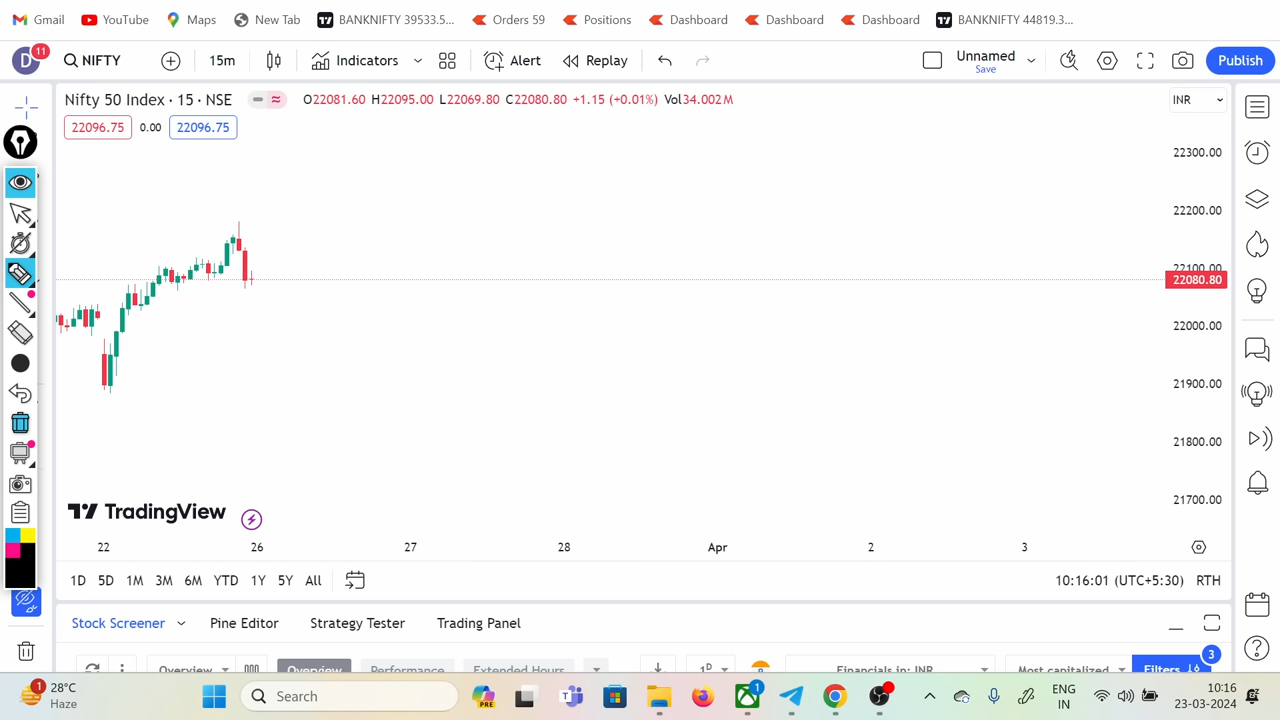 Gmail YouTube Maps New Tab BANKNIFTY 39533.5... Orders 59 Positions Dashboard Dashboard Dashboard BANKNIFTY 44819.3...
D 11 NIFTY 15m Indicators Alert Replay Unnamed Save Publish
Nifty 50 Index · 15 · NSE O22081.60 H22095.00 L22069.80 C22080.80 +1.15 (+0.01%) Vol34.002M INR
22096.75 0.00 22096.75
22300.00
22200.00
22100.00
22080.80
22000.00
21900.00
21800.00
21700.00
TradingView
22 26 27 28 Apr 2 3
1D 5D 1M 3M 6M YTD 1Y 5Y All 10:16:01 (UTC+5:30) RTH
Stock Screener Pine Editor Strategy Tester Trading Panel
Overview Overview Performance Extended Hours 1D Financials in: INR Most capitalized Filters 3
1 28°C Haze Search PRE 1 ENG IN 10:16 23-03-2024